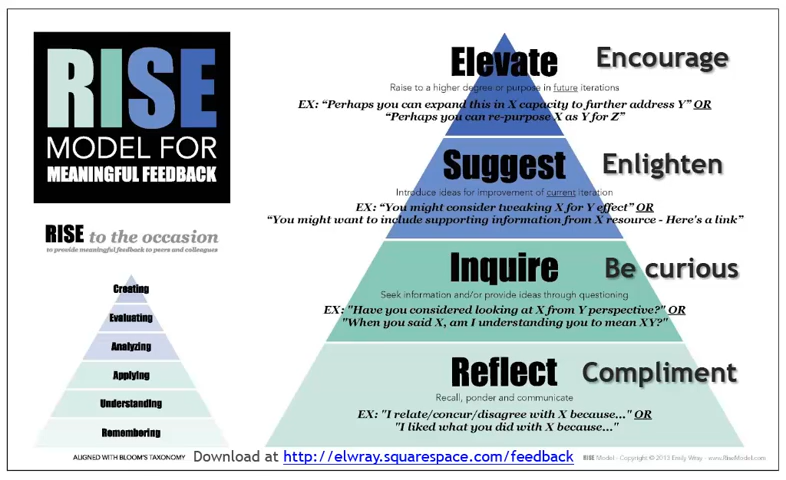 RISE
MODEL FOR
MEANINGFUL FEEDBACK
RISE to the occasion
to provide meaningful feedback to peers and colleagues
Creating
Evaluating
Analyzing
Applying
Understanding
Remembering
ALIGNED WITH BLOOM'S TAXONOMY
Elevate
Encourage
Raise to a higher degree or purpose in future iterations
EX: “Perhaps you can expand this in X capacity to further address Y” OR
“Perhaps you can re-purpose X as Y for Z”
Suggest
Enlighten
Introduce ideas for improvement of current iteration
EX: “You might consider tweaking X for Y effect” OR
“You might want to include supporting information from X resource - Here's a link”
Inquire
Be curious
Seek information and/or provide ideas through questioning
EX: "Have you considered looking at X from Y perspective?" OR
"When you said X, am I understanding you to mean XY?"
Reflect
Compliment
Recall, ponder and communicate
EX: "I relate/concur/disagree with X because..." OR
"I liked what you did with X because..."
Download at http://elwray.squarespace.com/feedback
RISE Model - Copyright © 2013 Emily Wray - www.RiseModel.com